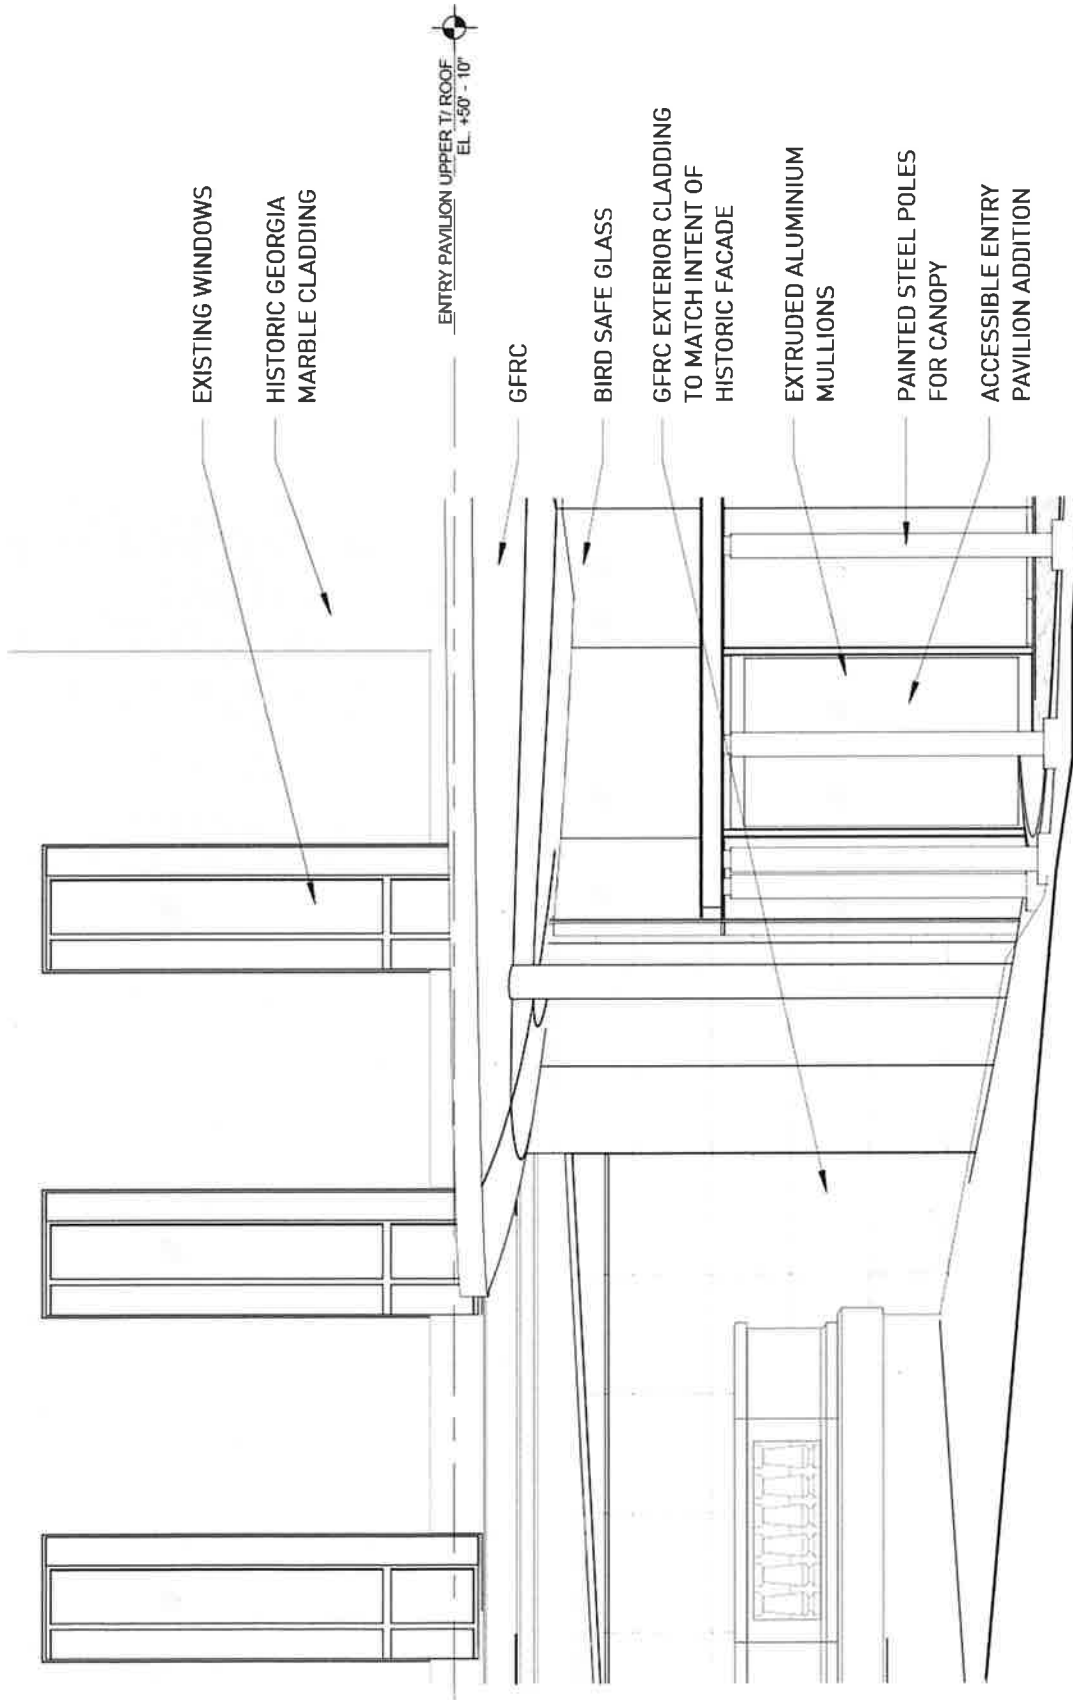 EXISTING WINDOWS
HISTORIC GEORGIA
MARBLE CLADDING
ENTRY PAVILION UPPER T/ ROOF
EL. +50' - 10"
GFRC
BIRD SAFE GLASS
GFRC EXTERIOR CLADDING
TO MATCH INTENT OF
HISTORIC FACADE
EXTRUDED ALUMINIUM
MULLIONS
PAINTED STEEL POLES
FOR CANOPY
ACCESSIBLE ENTRY
PAVILION ADDITION